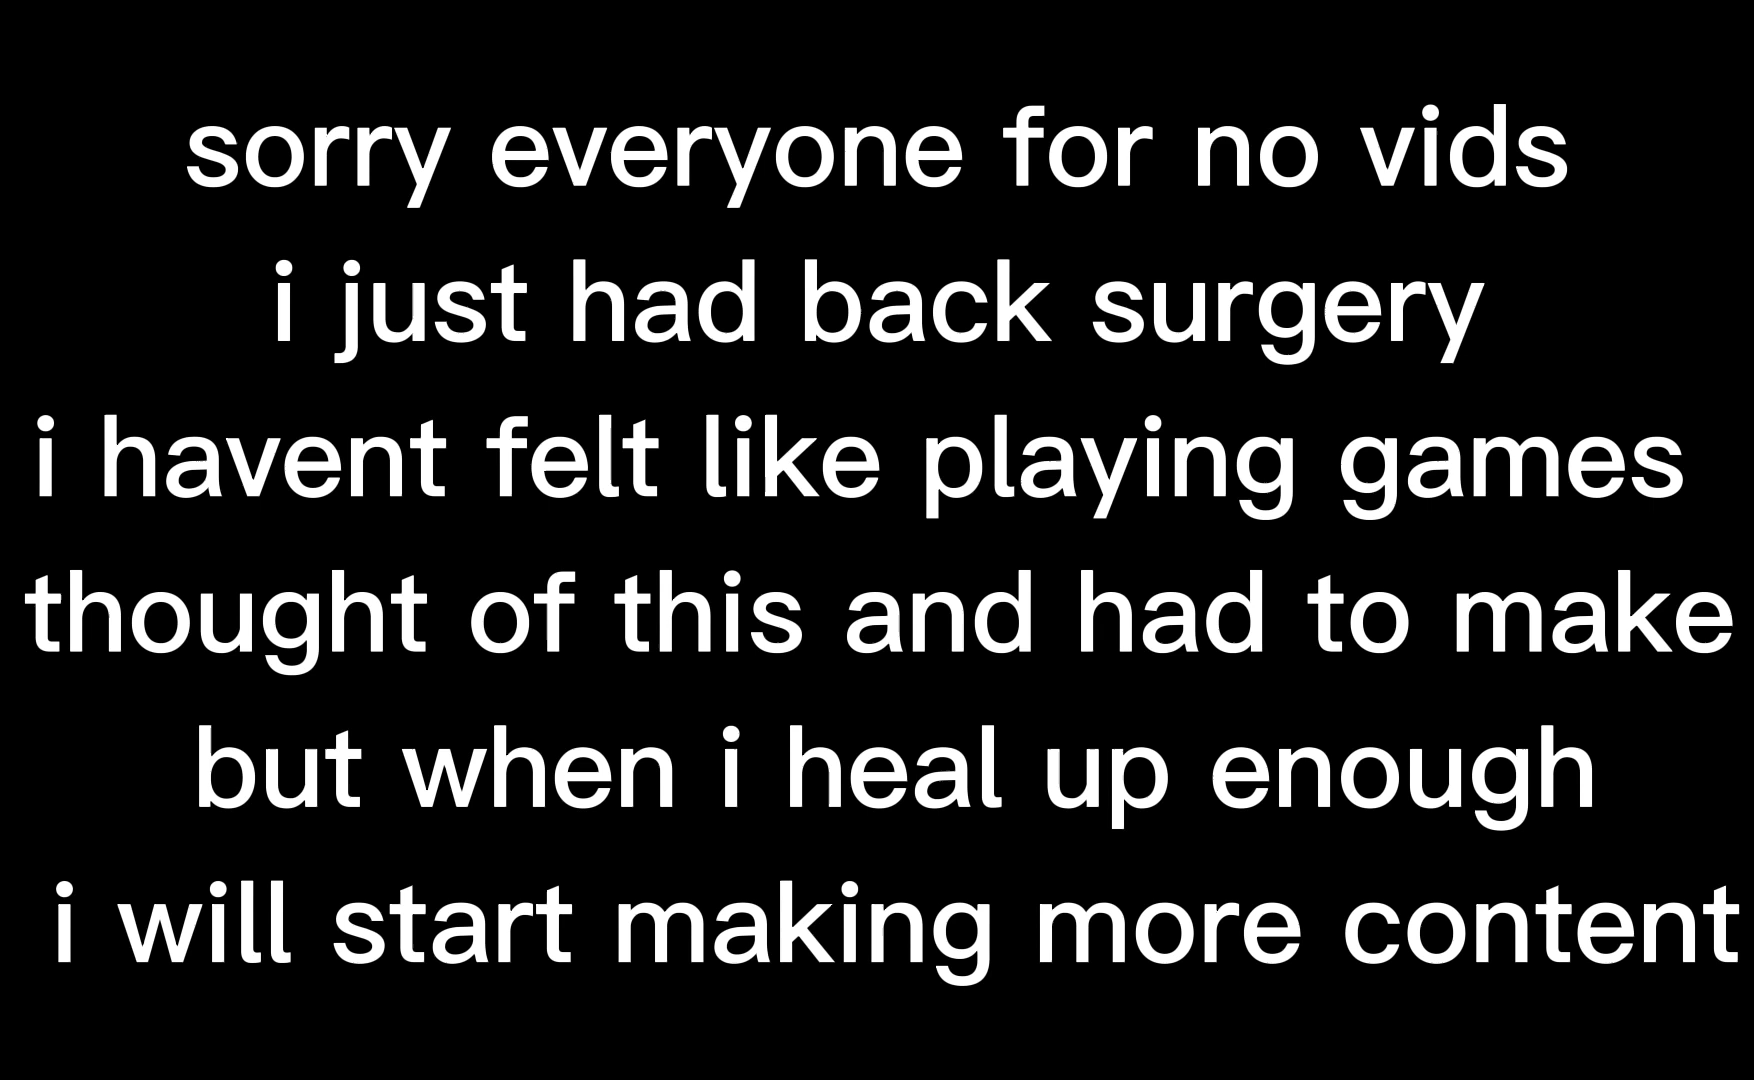 sorry everyone for no vids
i just had back surgery
i havent felt like playing games
thought of this and had to make
but when i heal up enough
i will start making more content